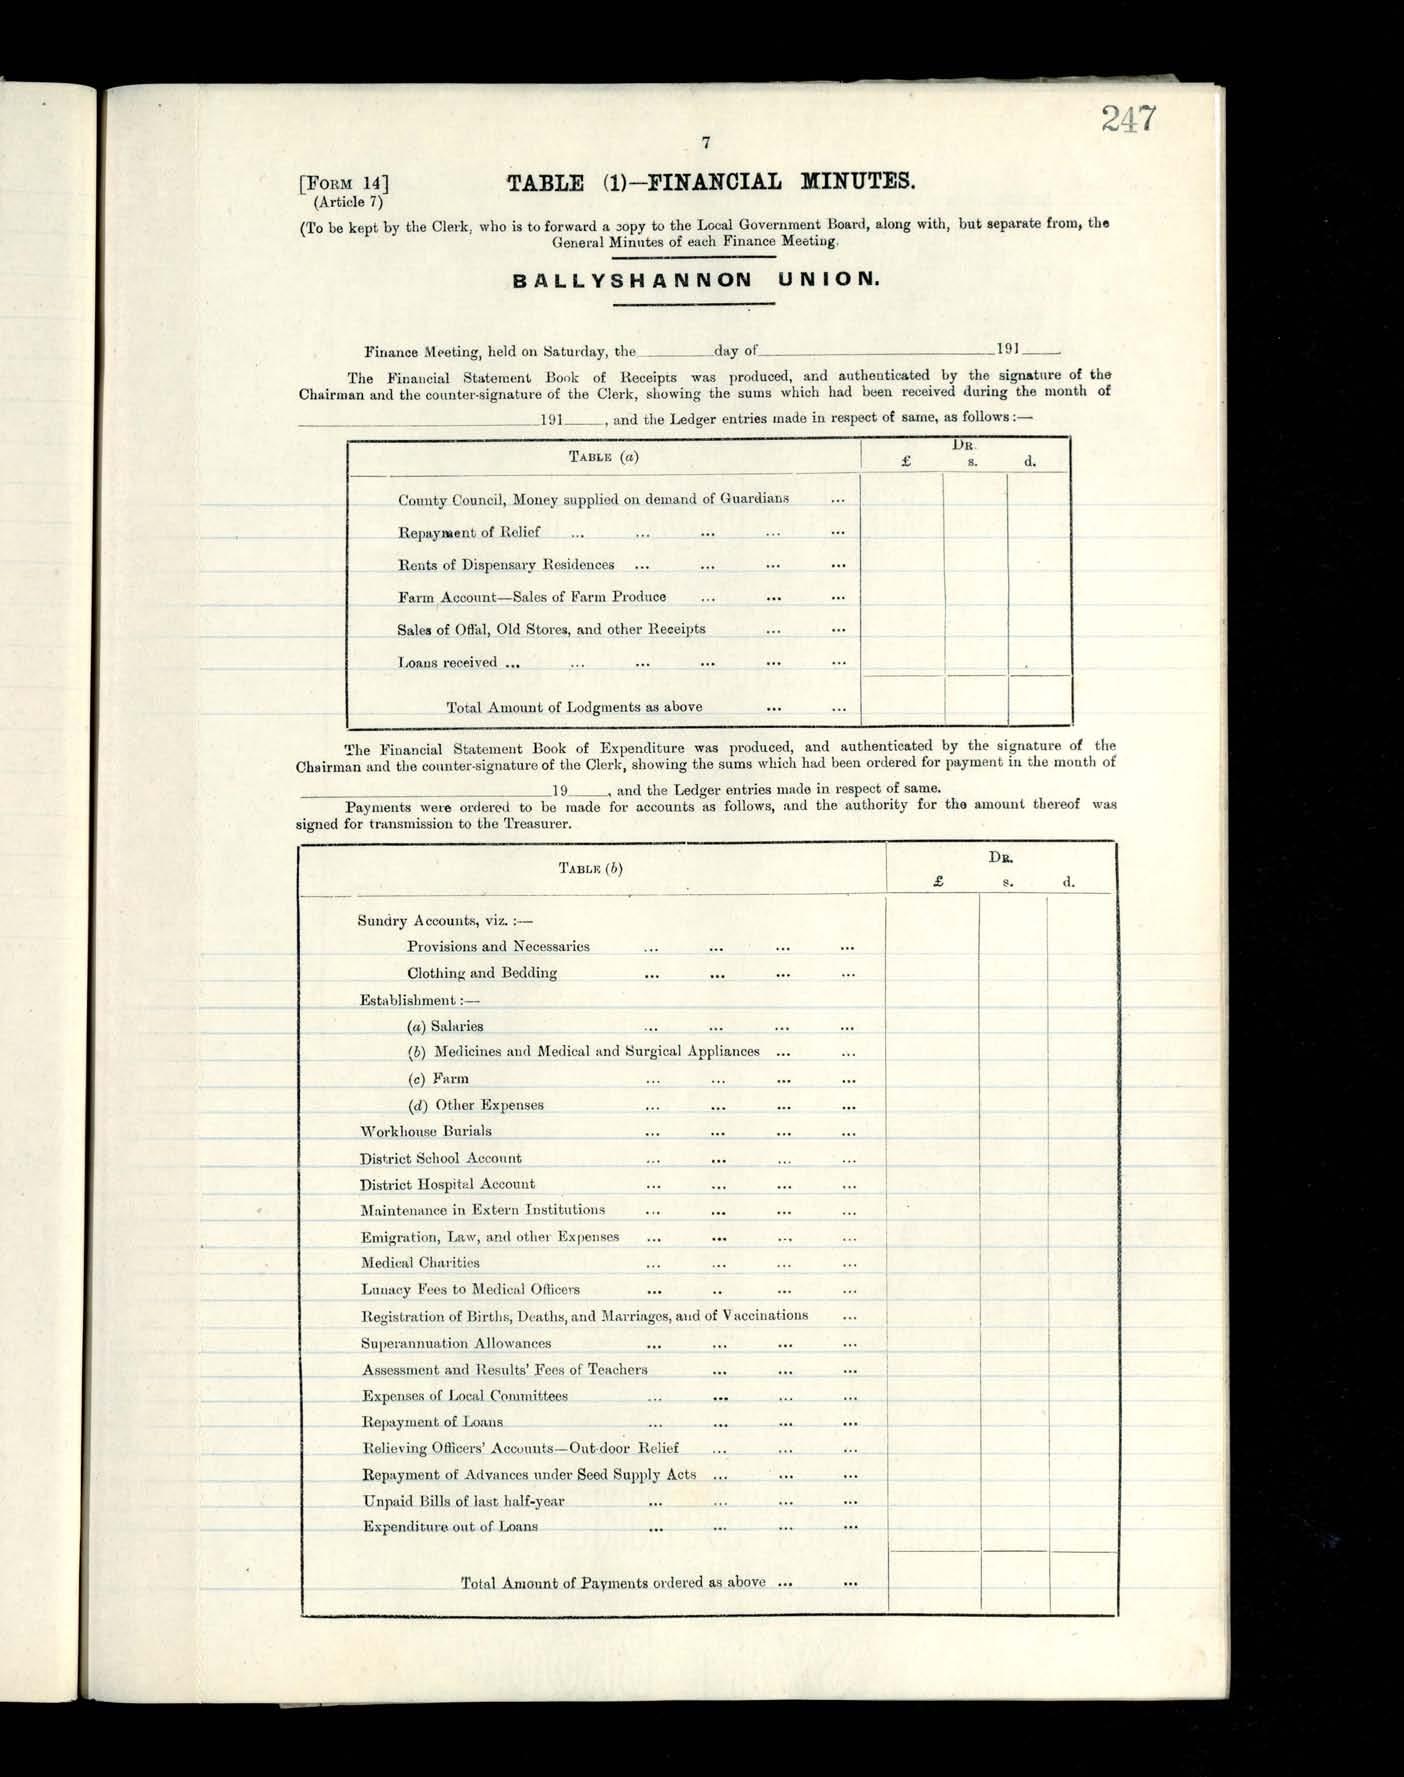 247
7
[FORM 14] TABLE (1)—FINANCIAL MINUTES.
(Article 7)
(To be kept by the Clerk, who is to forward a copy to the Local Government Board, along with, but separate from, the
General Minutes of each Finance Meeting.
BALLYSHANNON UNION.
Finance Meeting, held on Saturday, the ________ day of ________________ 191____
The Financial Statement Book of Receipts was produced, and authenticated by the signature of the
Chairman and the counter-signature of the Clerk, showing the sums which had been received during the month of
________________ 191____, and the Ledger entries made in respect of same, as follows:—
TABLE (a) DR.
£ s. d.
County Council, Money supplied on demand of Guardians ...
Repayment of Relief ... ... ... ... ...
Rents of Dispensary Residences ... ... ... ...
Farm Account—Sales of Farm Produce ... ... ...
Sales of Offal, Old Stores, and other Receipts ... ...
Loans received ... ... ... ... ... ...
Total Amount of Lodgments as above ... ...
The Financial Statement Book of Expenditure was produced, and authenticated by the signature of the
Chairman and the counter-signature of the Clerk, showing the sums which had been ordered for payment in the month of
________________ 19____, and the Ledger entries made in respect of same.
Payments were ordered to be made for accounts as follows, and the authority for the amount thereof was
signed for transmission to the Treasurer.
TABLE (b) DR.
£ s. d.
Sundry Accounts, viz. :—
Provisions and Necessaries ... ... ... ...
Clothing and Bedding ... ... ... ...
Establishment :—
(a) Salaries ... ... ... ...
(b) Medicines and Medical and Surgical Appliances ... ...
(c) Farm ... ... ... ...
(d) Other Expenses ... ... ... ...
Workhouse Burials ... ... ... ...
District School Account ... ... ... ...
District Hospital Account ... ... ... ...
Maintenance in Extern Institutions ... ... ... ...
Emigration, Law, and other Expenses ... ... ... ...
Medical Charities ... ... ... ...
Lunacy Fees to Medical Officers ... .. ... ...
Registration of Births, Deaths, and Marriages, and of Vaccinations ...
Superannuation Allowances ... ... ... ...
Assessment and Results' Fees of Teachers ... ... ...
Expenses of Local Committees ... ... ... ...
Repayment of Loans ... ... ... ...
Relieving Officers' Accounts—Out-door Relief ... ... ...
Repayment of Advances under Seed Supply Acts ... ... ...
Unpaid Bills of last half-year ... ... ... ...
Expenditure out of Loans ... ... ... ...
Total Amount of Payments ordered as above ... ...